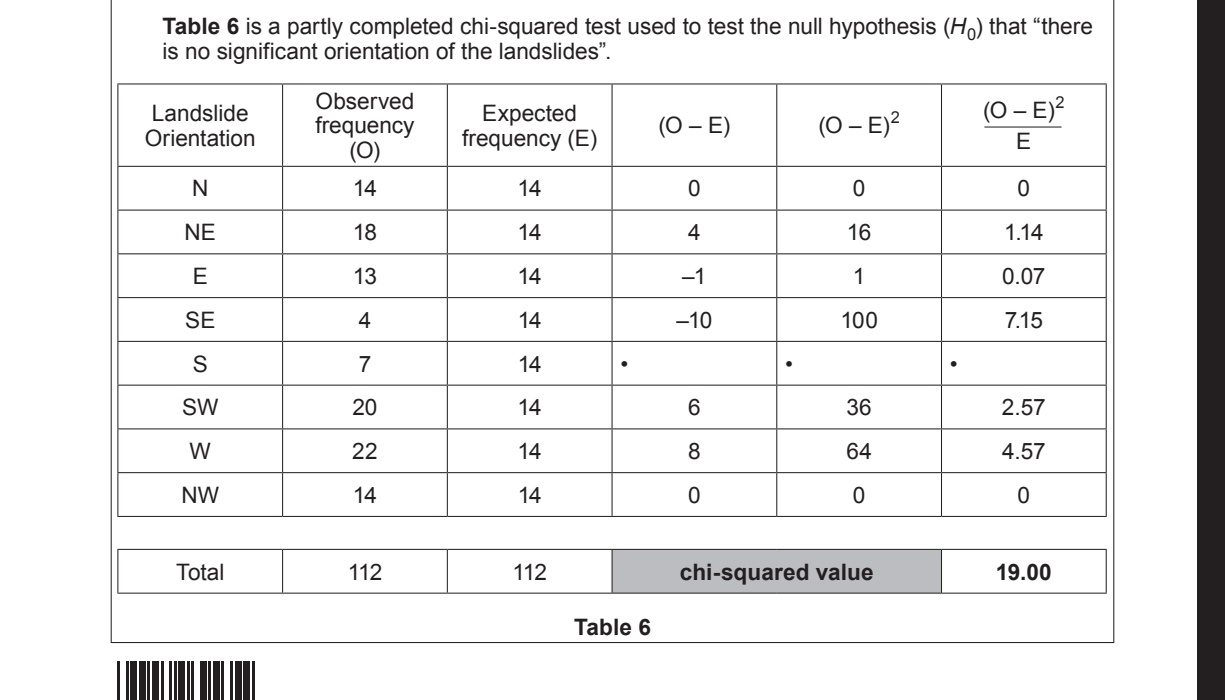 Table 6 is a partly completed chi-squared test used to test the null hypothesis (H₀) that “there
is no significant orientation of the landslides”.
Landslide Orientation | Observed frequency (O) | Expected frequency (E) | (O – E) | (O – E)² | (O – E)² / E
N | 14 | 14 | 0 | 0 | 0
NE | 18 | 14 | 4 | 16 | 1.14
E | 13 | 14 | –1 | 1 | 0.07
SE | 4 | 14 | –10 | 100 | 7.15
S | 7 | 14 | • | • | •
SW | 20 | 14 | 6 | 36 | 2.57
W | 22 | 14 | 8 | 64 | 4.57
NW | 14 | 14 | 0 | 0 | 0
Total | 112 | 112 | chi-squared value | 19.00
Table 6